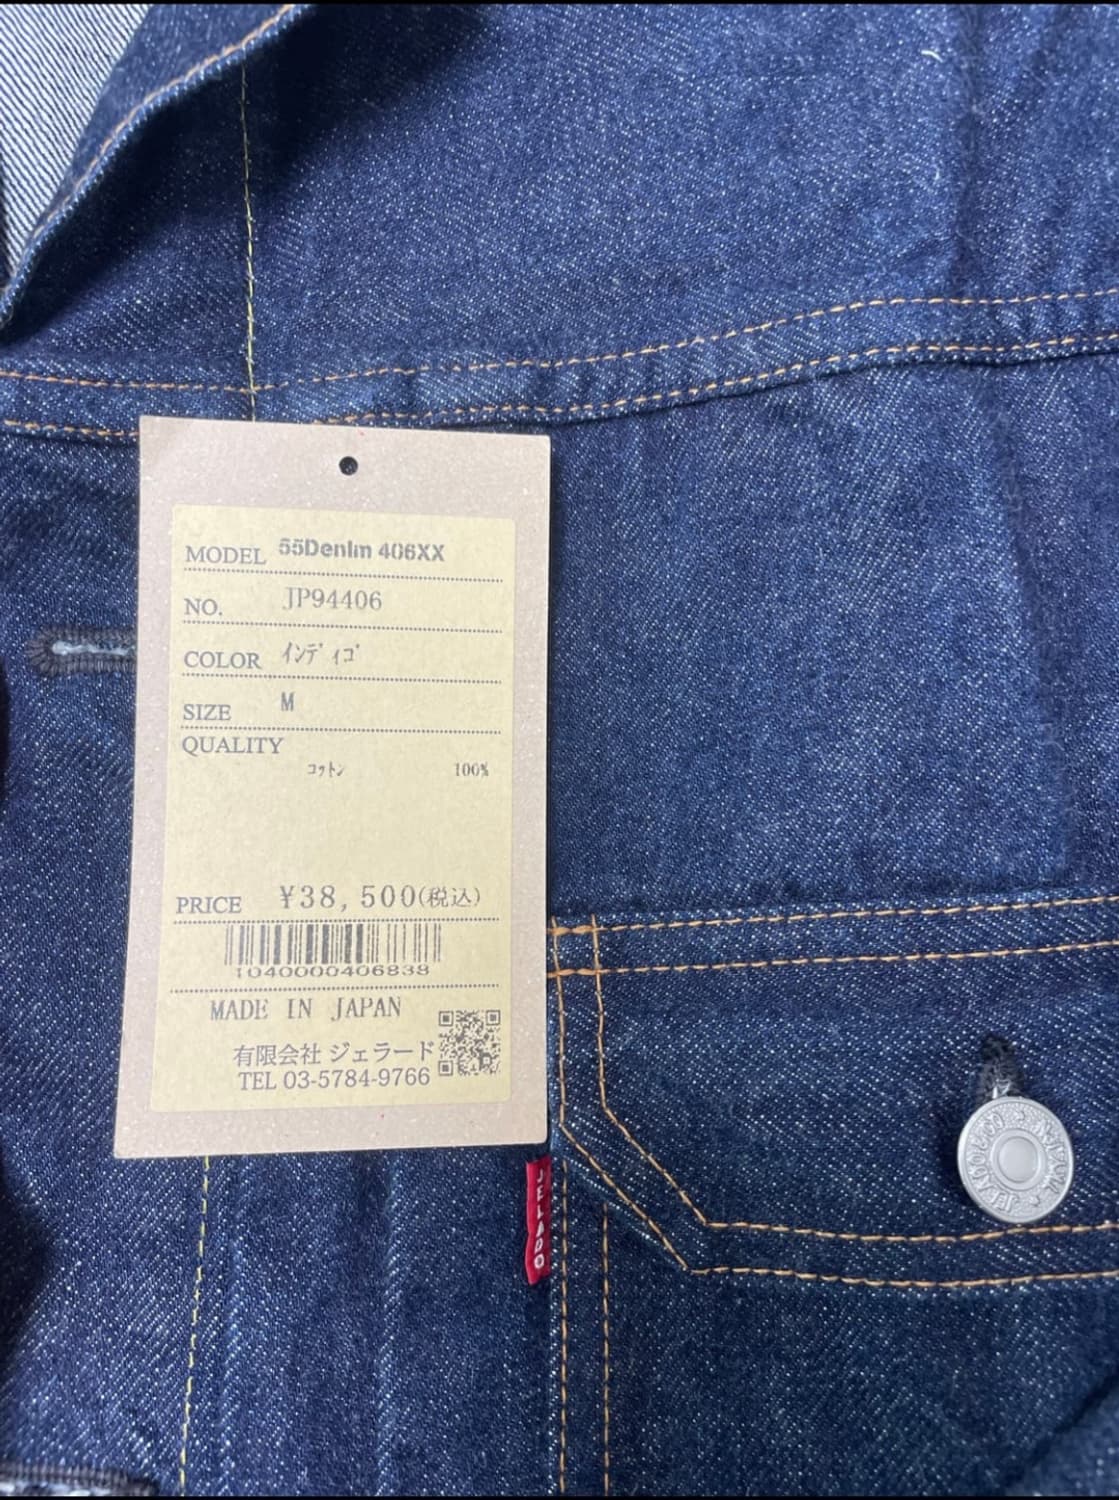 MODEL 55Denim 406XX
NO. JP94406
COLOR ｲﾝﾃﾞｨｺﾞ
SIZE M
QUALITY
ｺｯﾄﾝ 100%
PRICE ¥38,500(税込)
1040000406838
MADE IN JAPAN
有限会社 ジェラード
TEL 03-5784-9766
JELADO